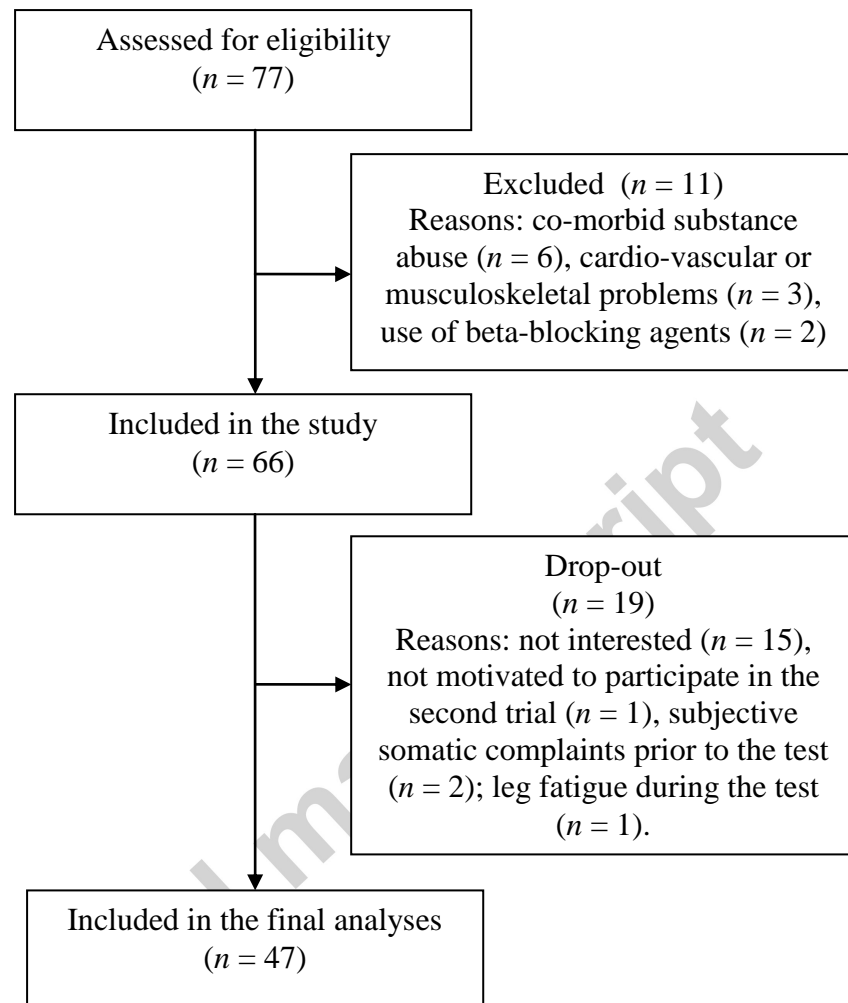 Assessed for eligibility
(n = 77)
Excluded (n = 11)
Reasons: co-morbid substance
abuse (n = 6), cardio-vascular or
musculoskeletal problems (n = 3),
use of beta-blocking agents (n = 2)
Included in the study
(n = 66)
Drop-out
(n = 19)
Reasons: not interested (n = 15),
not motivated to participate in the
second trial (n = 1), subjective
somatic complaints prior to the test
(n = 2); leg fatigue during the test
(n = 1).
Included in the final analyses
(n = 47)